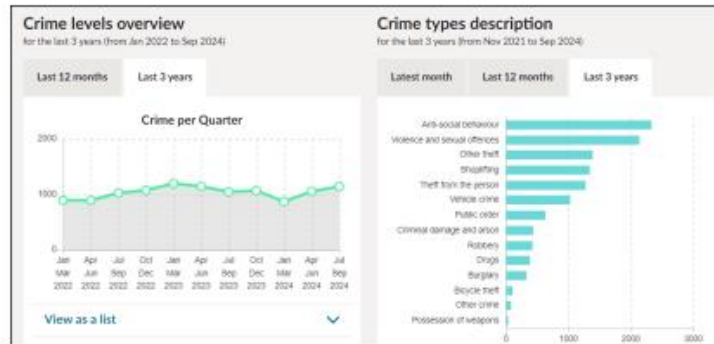 Crime levels overview
for the last 3 years (from Jan 2022 to Sep 2024)
Last 12 months Last 3 years
Crime per Quarter
2000
1000
0
Jan Apr Jul Oct Jan Apr Jul Oct Jan Apr Jul
Mar Jun Sep Dec Mar Jun Sep Dec Mar Jun Sep
2022 2022 2022 2022 2023 2023 2023 2023 2024 2024 2024
View as a list
Crime types description
for the last 3 years (from Nov 2021 to Sep 2024)
Latest month Last 12 months Last 3 years
Anti-social behaviour
Violence and sexual offences
Other theft
Shoplifting
Theft from the person
Vehicle crime
Public order
Criminal damage and arson
Robbery
Drugs
Burglary
Bicycle theft
Other crime
Possession of weapons
0 1000 2000 3000